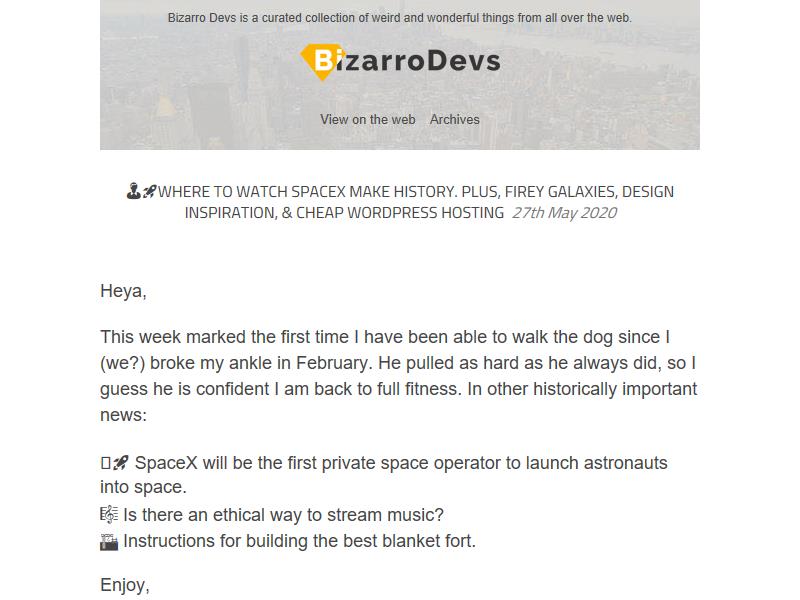 Bizarro Devs is a curated collection of weird and wonderful things from all over the web.
BizarroDevs
View on the web Archives
🚀WHERE TO WATCH SPACEX MAKE HISTORY. PLUS, FIREY GALAXIES, DESIGN
INSPIRATION, & CHEAP WORDPRESS HOSTING 27th May 2020
Heya,
This week marked the first time I have been able to walk the dog since I
(we?) broke my ankle in February. He pulled as hard as he always did, so I
guess he is confident I am back to full fitness. In other historically important
news:
🚀 SpaceX will be the first private space operator to launch astronauts
into space.
🎼 Is there an ethical way to stream music?
🏰 Instructions for building the best blanket fort.
Enjoy,